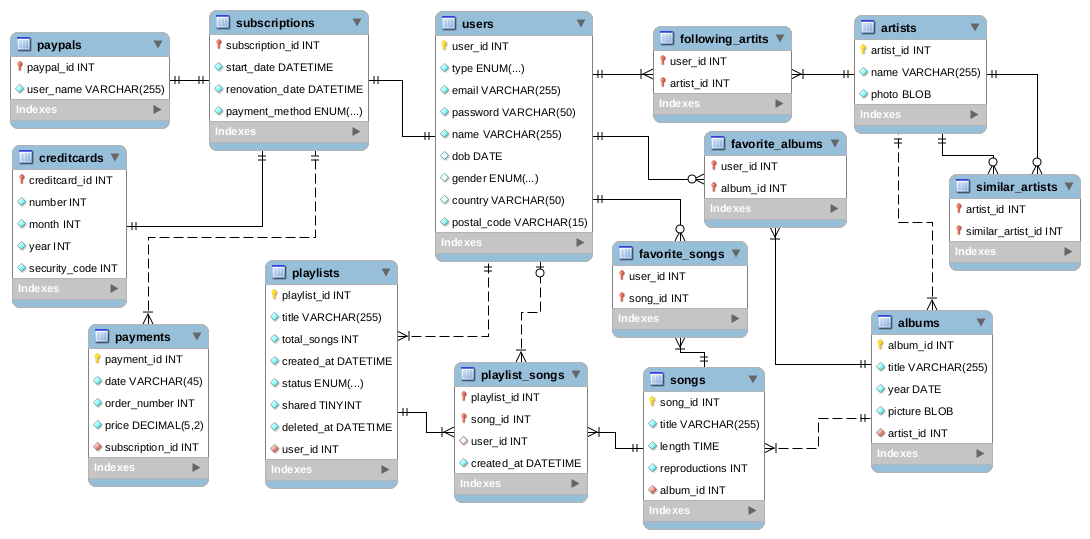 paypals
paypal_id INT
user_name VARCHAR(255)
Indexes
subscriptions
subscription_id INT
start_date DATETIME
renovation_date DATETIME
payment_method ENUM(...)
Indexes
users
user_id INT
type ENUM(...)
email VARCHAR(255)
password VARCHAR(50)
name VARCHAR(255)
dob DATE
gender ENUM(...)
country VARCHAR(50)
postal_code VARCHAR(15)
Indexes
following_artits
user_id INT
artist_id INT
Indexes
artists
artist_id INT
name VARCHAR(255)
photo BLOB
Indexes
creditcards
creditcard_id INT
number INT
month INT
year INT
security_code INT
Indexes
favorite_albums
user_id INT
album_id INT
Indexes
similar_artists
artist_id INT
similar_artist_id INT
Indexes
favorite_songs
user_id INT
song_id INT
Indexes
playlists
playlist_id INT
title VARCHAR(255)
total_songs INT
created_at DATETIME
status ENUM(...)
shared TINYINT
deleted_at DATETIME
user_id INT
Indexes
payments
payment_id INT
date VARCHAR(45)
order_number INT
price DECIMAL(5,2)
subscription_id INT
Indexes
playlist_songs
playlist_id INT
song_id INT
user_id INT
created_at DATETIME
Indexes
songs
song_id INT
title VARCHAR(255)
length TIME
reproductions INT
album_id INT
Indexes
albums
album_id INT
title VARCHAR(255)
year DATE
picture BLOB
artist_id INT
Indexes